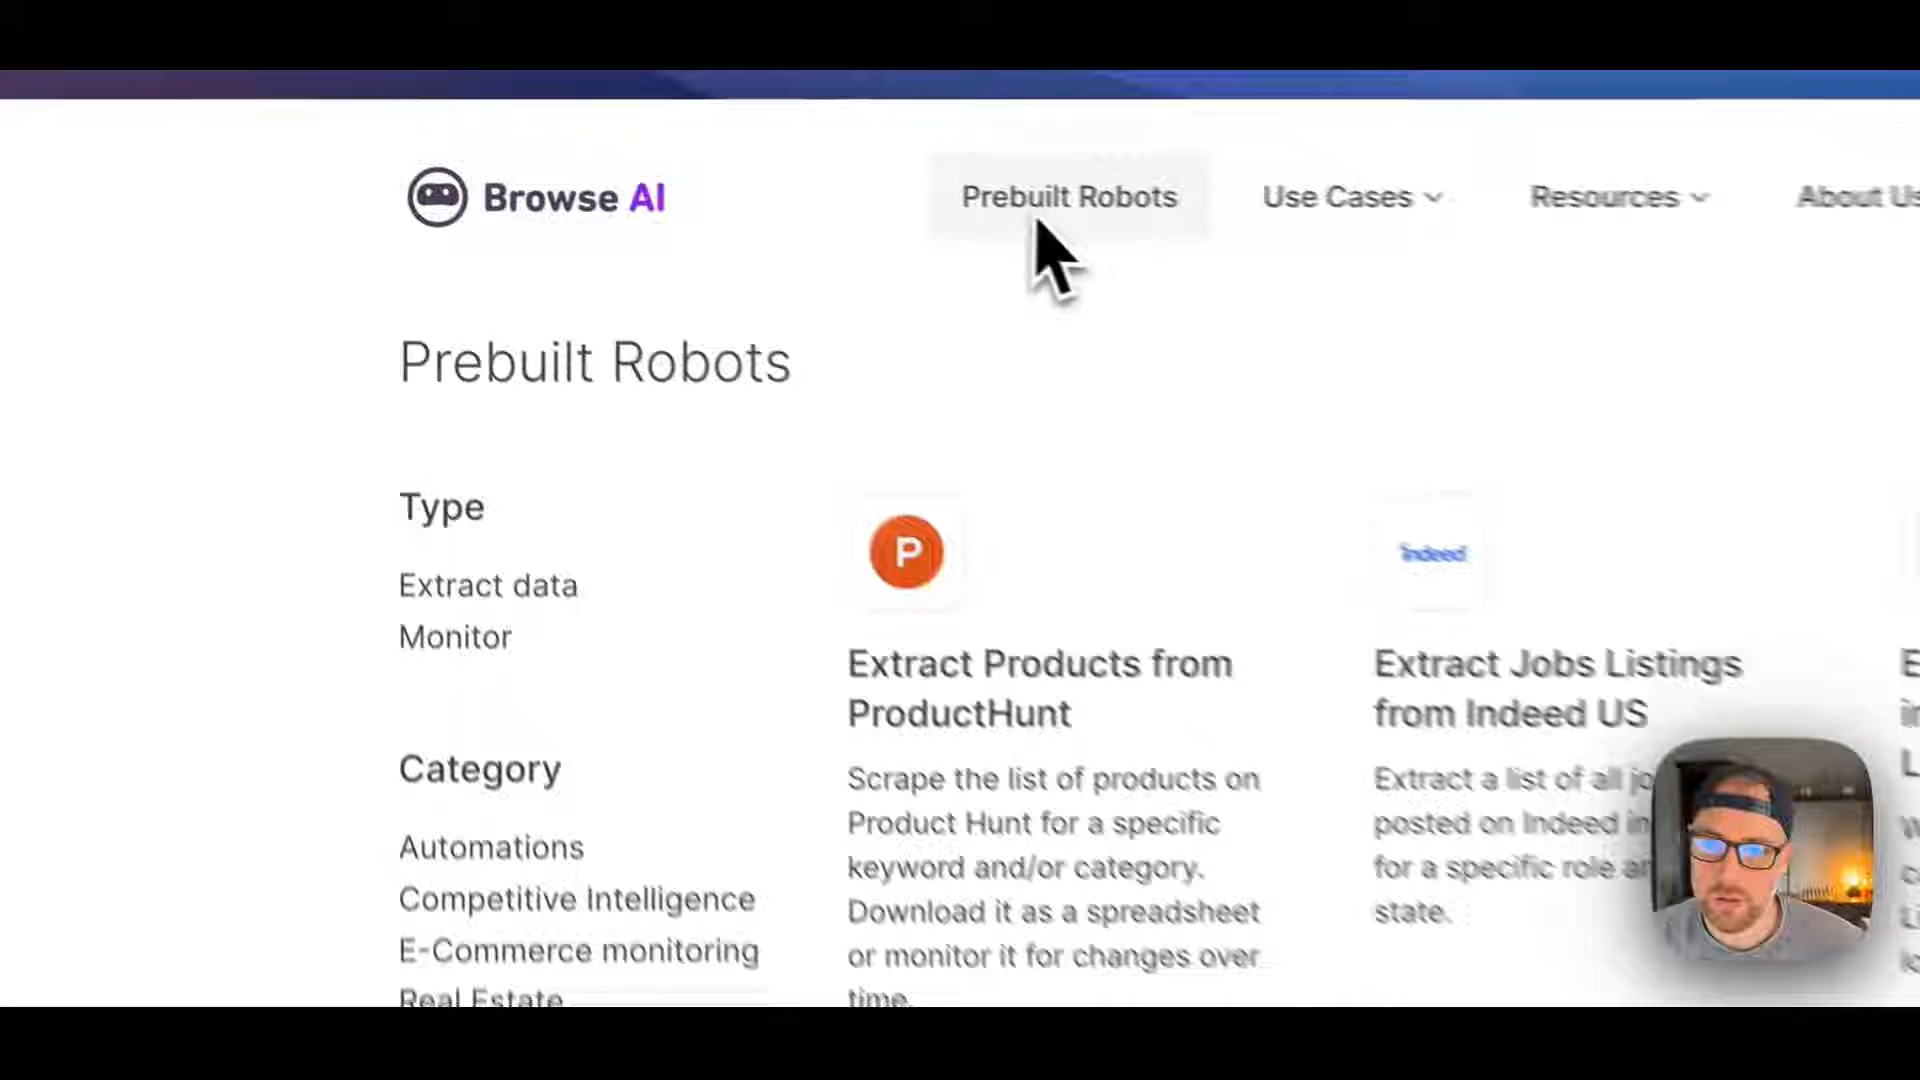 Browse AI
Prebuilt Robots
Use Cases
Resources
About Us
Prebuilt Robots
Type
Extract data
Monitor
Category
Automations
Competitive Intelligence
E-Commerce monitoring
Real Estate
P
Extract Products from
ProductHunt
Scrape the list of products on
Product Hunt for a specific
keyword and/or category.
Download it as a spreadsheet
or monitor it for changes over
time.
indeed
Extract Jobs Listings
from Indeed US
Extract a list of all
posted on Indeed
for a specific role
state.